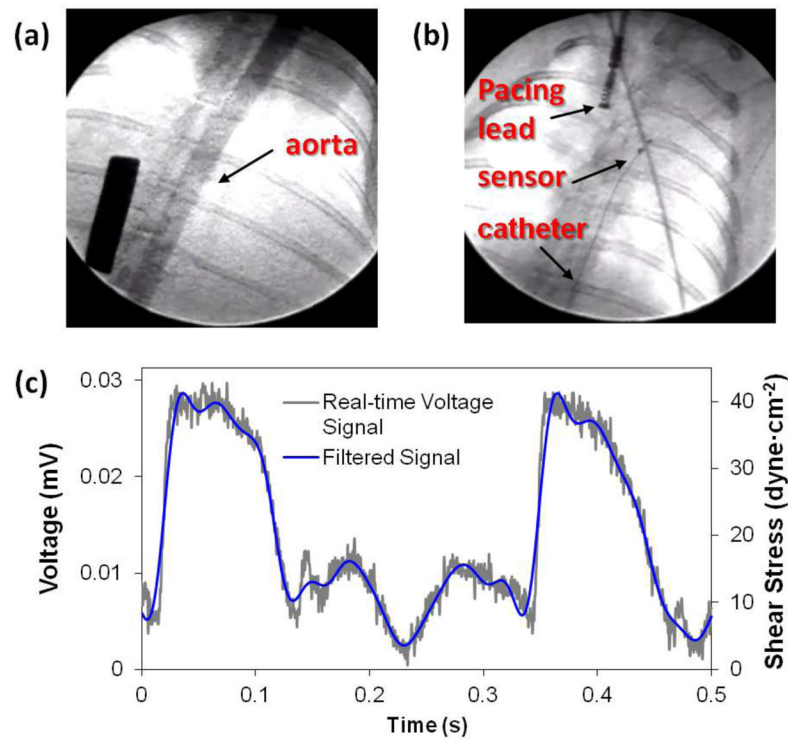 (a)
aorta
(b)
Pacing
lead
sensor
catheter
(c)
0.03
0.02
0.01
0
Voltage (mV)
Real-time Voltage
Signal
Filtered Signal
40
30
20
10
0
Shear Stress (dyne·cm-2)
0
0.1
0.2
0.3
0.4
0.5
Time (s)